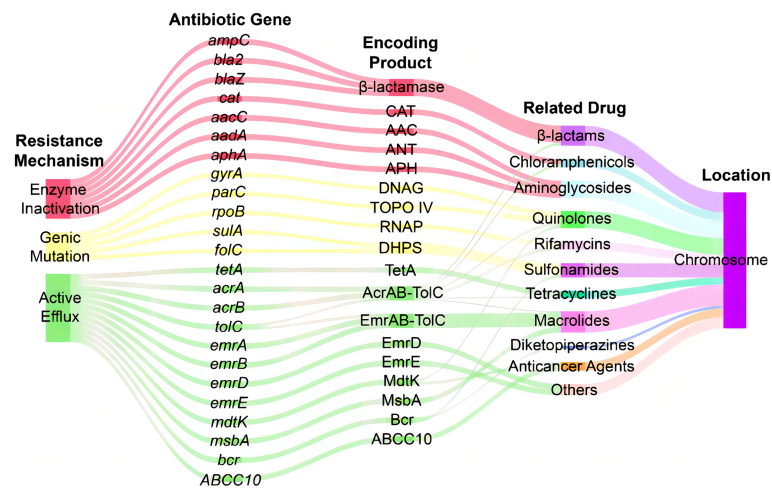 Antibiotic Gene
ampC
bla2
blaZ
cat
aacC
aadA
aphA
gyrA
parC
rpoB
sulA
folC
tetA
acrA
acrB
tolC
emrA
emrB
emrD
emrE
mdtK
msbA
bcr
ABCC10
Resistance
Mechanism
Enzyme
Inactivation
Genic
Mutation
Active
Efflux
Encoding
Product
β-lactamase
CAT
AAC
ANT
APH
DNAG
TOPO IV
RNAP
DHPS
TetA
AcrAB-TolC
EmrAB-TolC
EmrD
EmrE
MdtK
MsbA
Bcr
ABCC10
Related Drug
β-lactams
Chloramphenicols
Aminoglycosides
Quinolones
Rifamycins
Sulfonamides
Tetracyclines
Macrolides
Diketopiperazines
Anticancer Agents
Others
Location
Chromosome